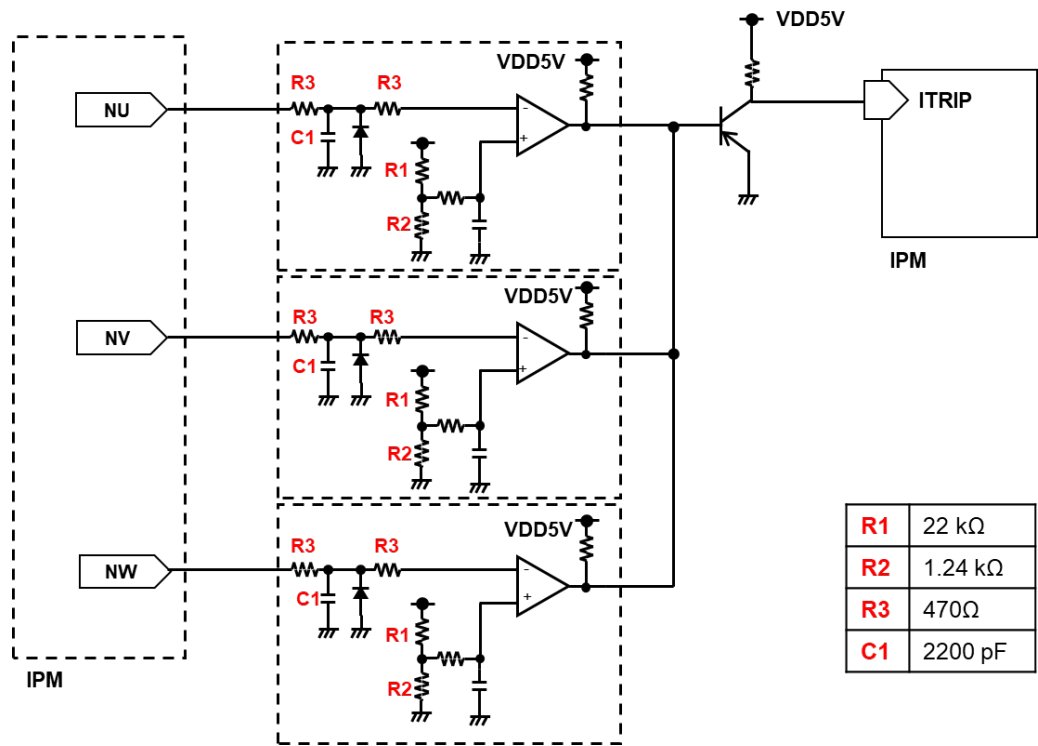 VDD5V
VDD5V
R3
R3
NU
-
ITRIP
C1
+
R1
R2
IPM
VDD5V
R3
R3
NV
-
C1
+
R1
R2
VDD5V
R3
R3
NW
-
C1
+
R1
R2
IPM
R1 22 kΩ
R2 1.24 kΩ
R3 470Ω
C1 2200 pF